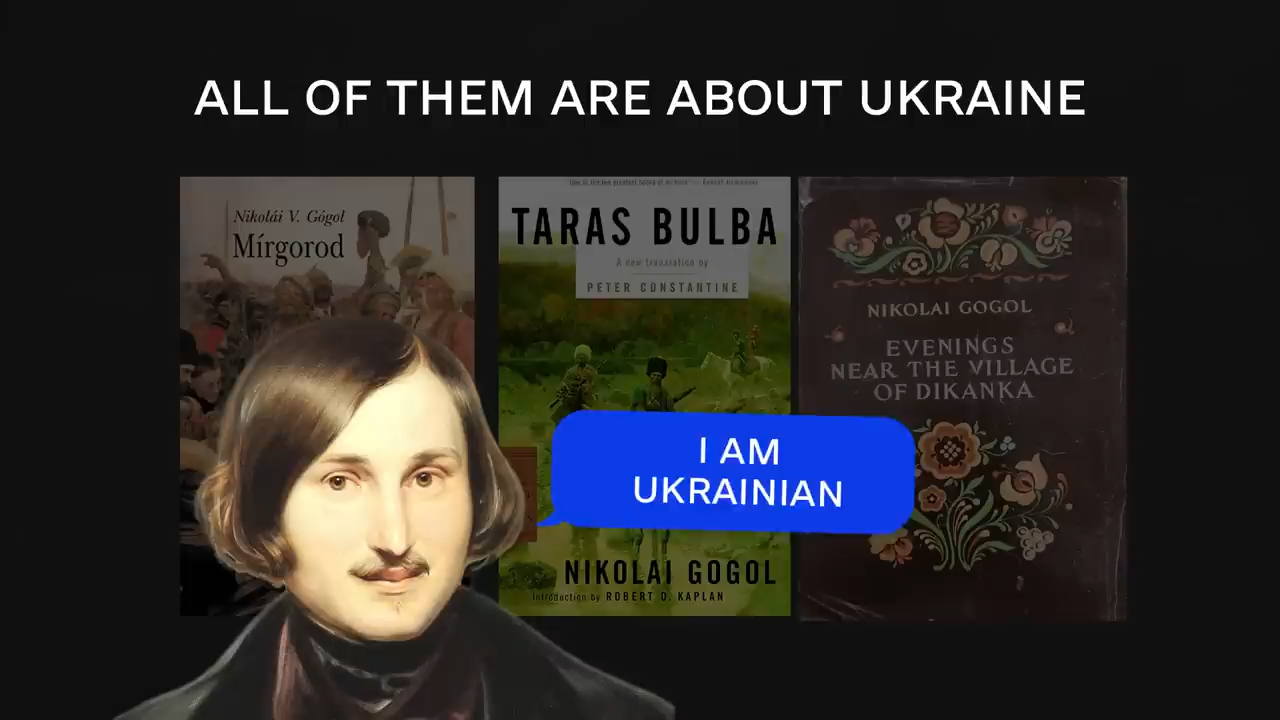 ALL OF THEM ARE ABOUT UKRAINE
Nikolái V. Gógol
Mírgorod
TARAS BULBA
A new translation by
PETER CONSTANTINE
NIKOLAI GOGOL
EVENINGS
NEAR THE VILLAGE
OF DIKANKA
I AM
UKRAINIAN
NIKOLAI GOGOL
Introduction by ROBERT D. KAPLAN